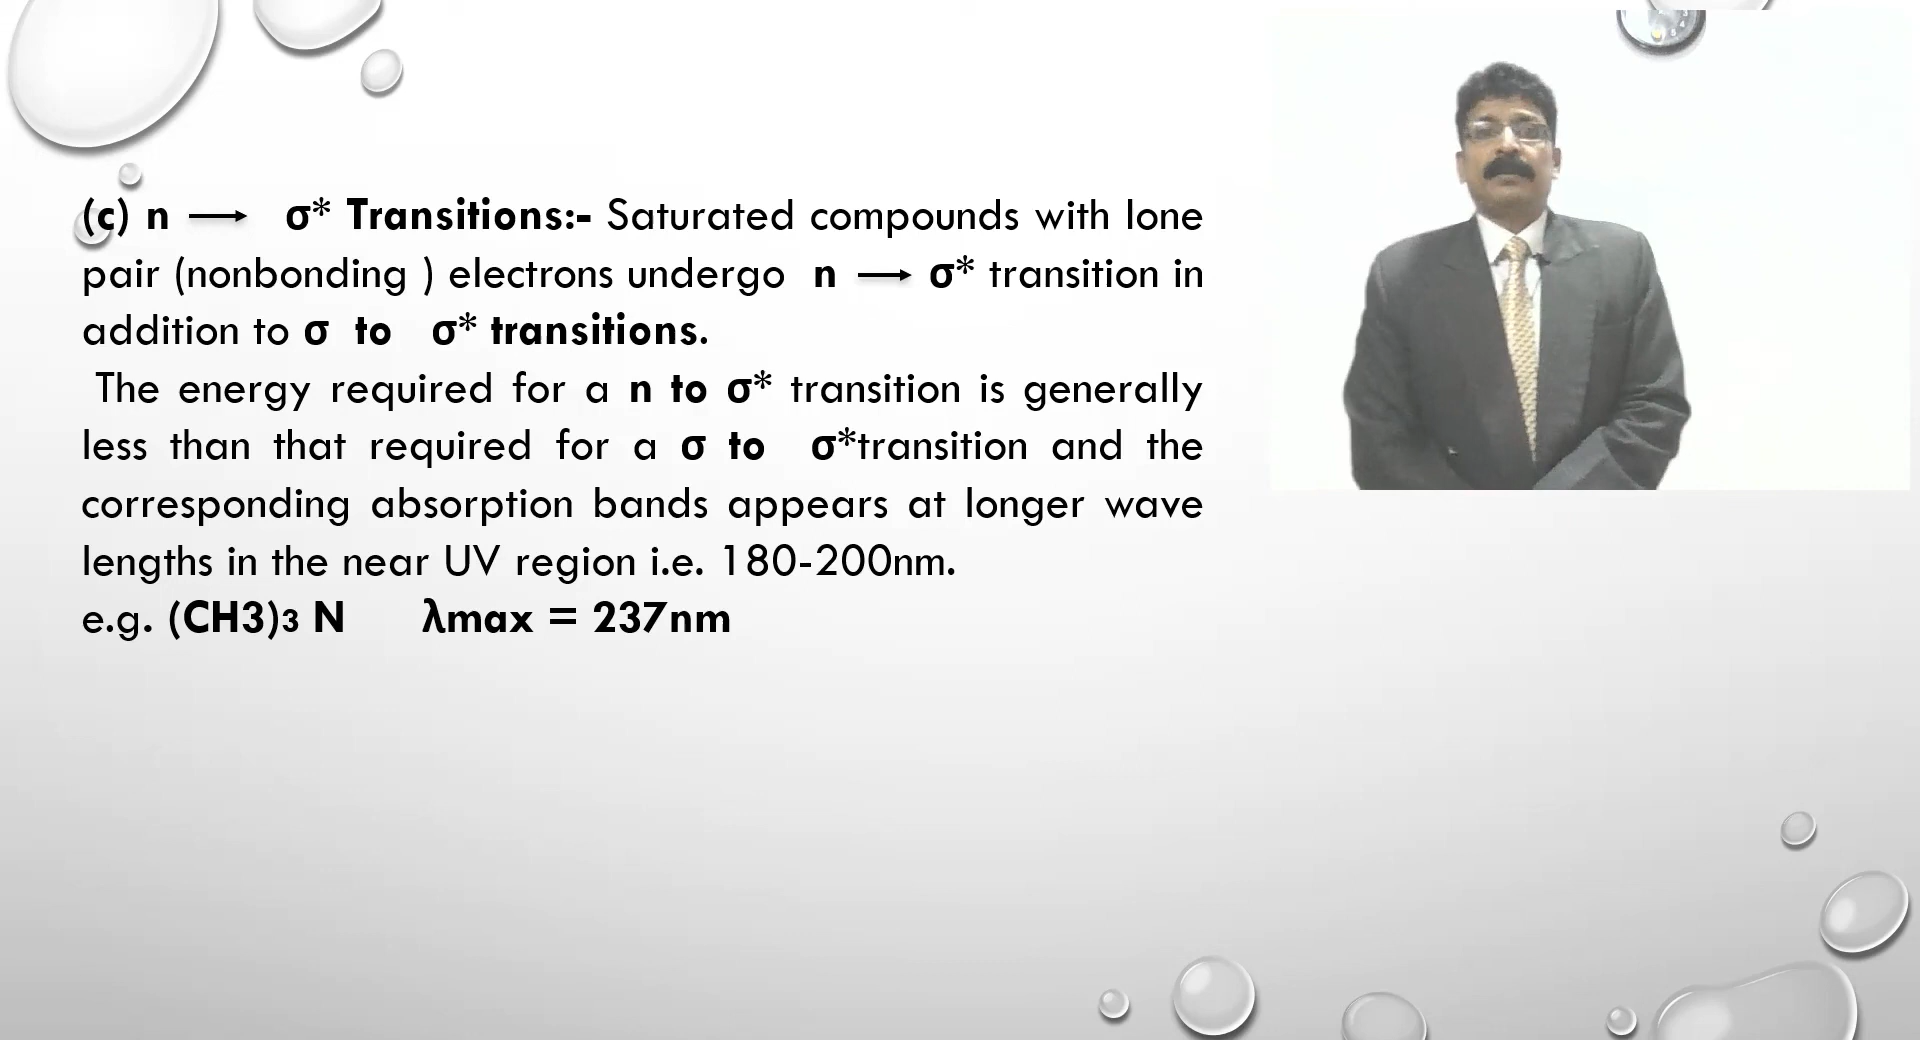 (c) n ⟶ σ* Transitions:- Saturated compounds with lone
pair (nonbonding ) electrons undergo n ⟶ σ* transition in
addition to σ to σ* transitions.
The energy required for a n to σ* transition is generally
less than that required for a σ to σ*transition and the
corresponding absorption bands appears at longer wave
lengths in the near UV region i.e. 180-200nm.
e.g. (CH3)₃ N λmax = 237nm